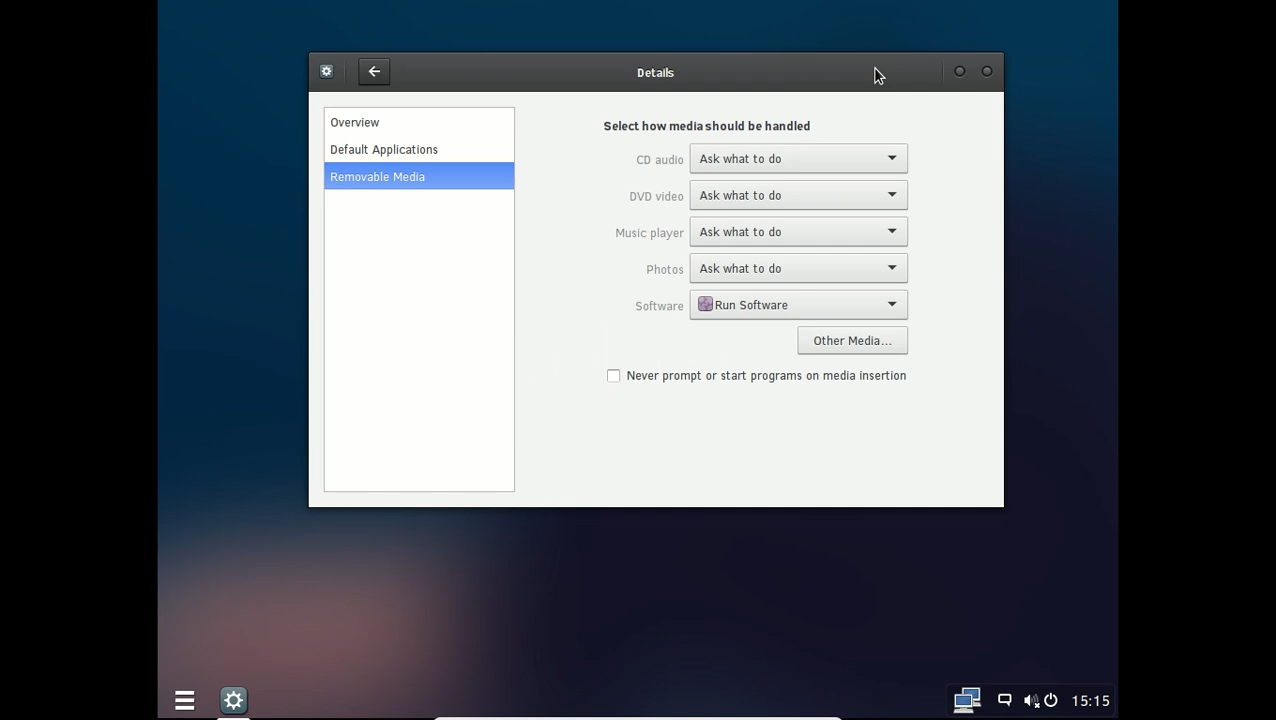 Details
Overview
Default Applications
Removable Media
Select how media should be handled
CD audio Ask what to do
DVD video Ask what to do
Music player Ask what to do
Photos Ask what to do
Software Run Software
Other Media...
Never prompt or start programs on media insertion
15:15